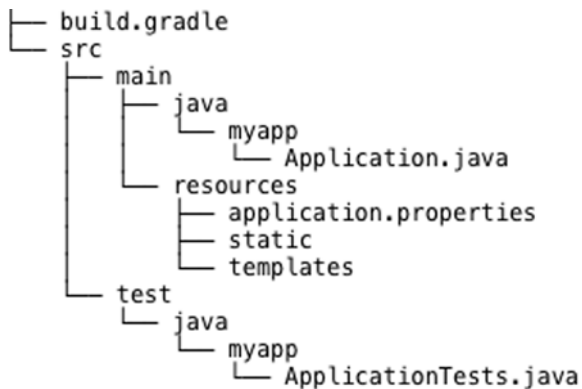 ├── build.gradle
└── src
    ├── main
    │   ├── java
    │   │   └── myapp
    │   │       └── Application.java
    │   └── resources
    │       ├── application.properties
    │       ├── static
    │       └── templates
    └── test
        └── java
            └── myapp
                └── ApplicationTests.java